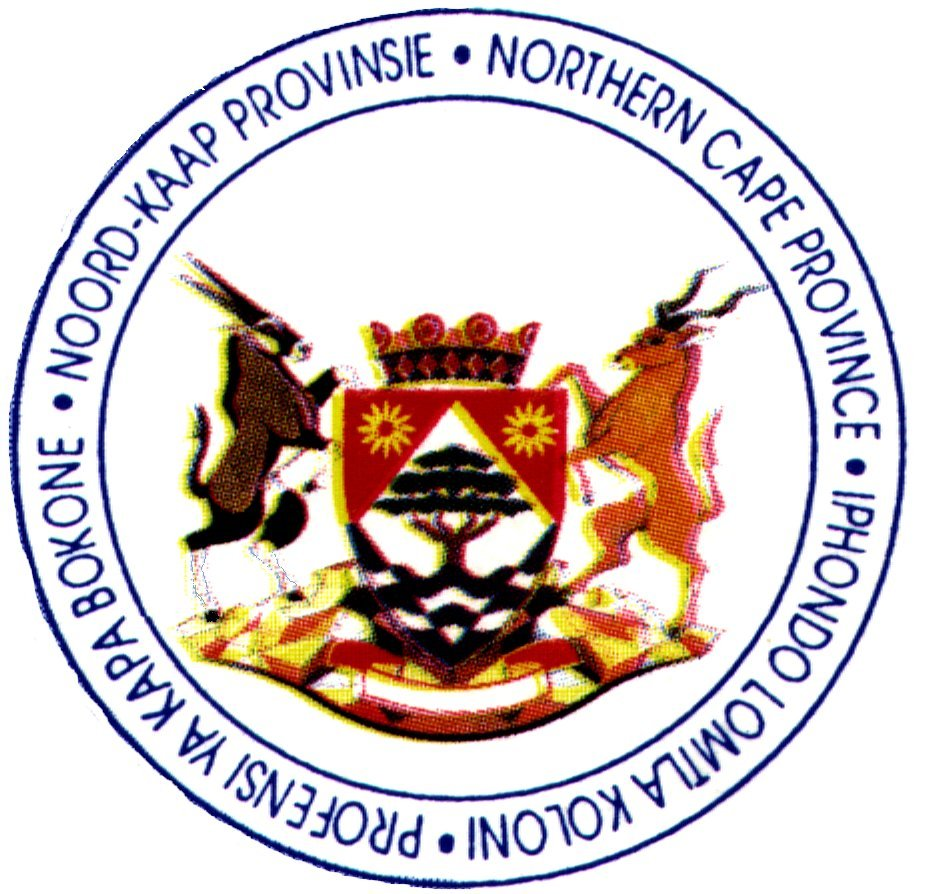 NOORD-KAAP PROVINSIE • NORTHERN CAPE PROVINCE • IPHONDO LOMTLA KOLONI • PROFENSI YA KAPA BOKONE •